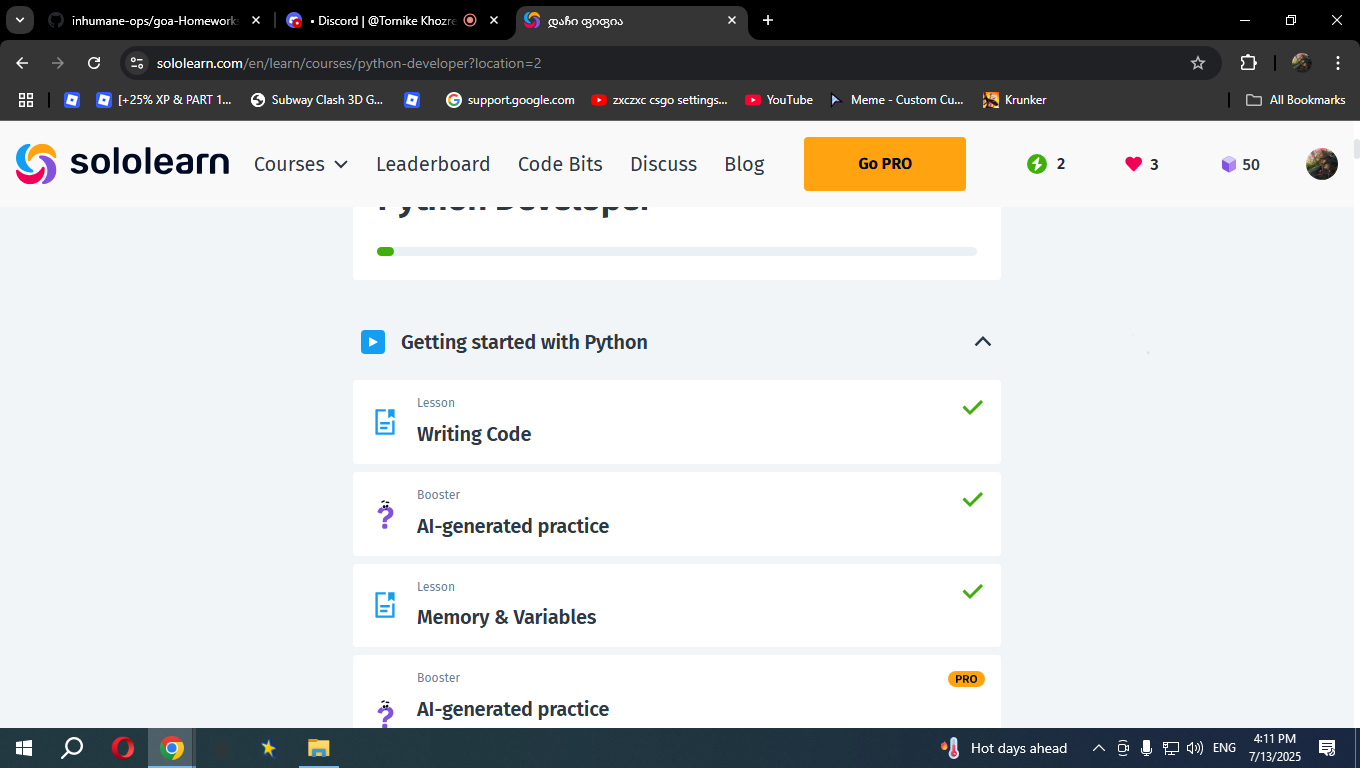 inhumane-ops/goa-Homeworks
• Discord | @Tornike Khozre
დაჩი ფიფია
sololearn.com/en/learn/courses/python-developer?location=2
[+25% XP & PART 1...
Subway Clash 3D G...
support.google.com
zxczxc csgo settings...
YouTube
Meme - Custom Cu...
Krunker
All Bookmarks
sololearn
Courses
Leaderboard
Code Bits
Discuss
Blog
Go PRO
2
3
50
Python Developer
Getting started with Python
Lesson
Writing Code
Booster
AI-generated practice
Lesson
Memory & Variables
Booster
PRO
AI-generated practice
Hot days ahead
ENG
4:11 PM
7/13/2025